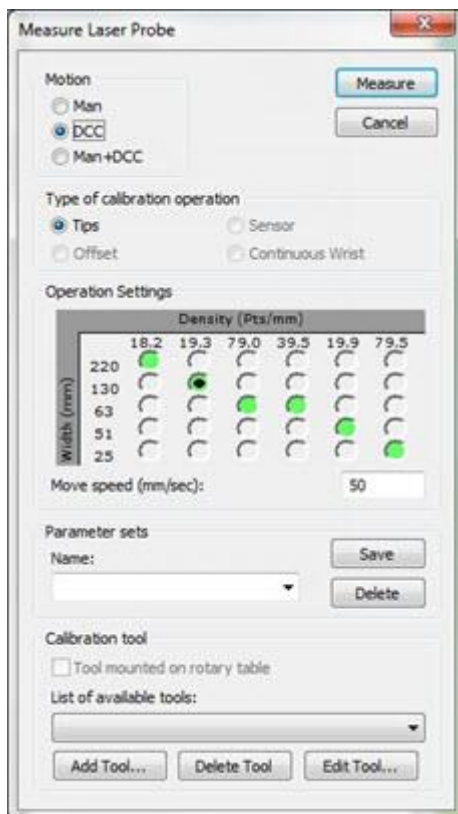 Measure Laser Probe
Motion
Man
DCC
Man+DCC
Measure
Cancel
Type of calibration operation
Tips
Sensor
Offset
Continuous Wrist
Operation Settings
Density (Pts/mm)
18.2 19.3 79.0 39.5 19.9 79.5
Width (mm)
220
130
63
51
25
Move speed (mm/sec): 50
Parameter sets
Name:
Save
Delete
Calibration tool
Tool mounted on rotary table
List of available tools:
Add Tool... Delete Tool Edit Tool...